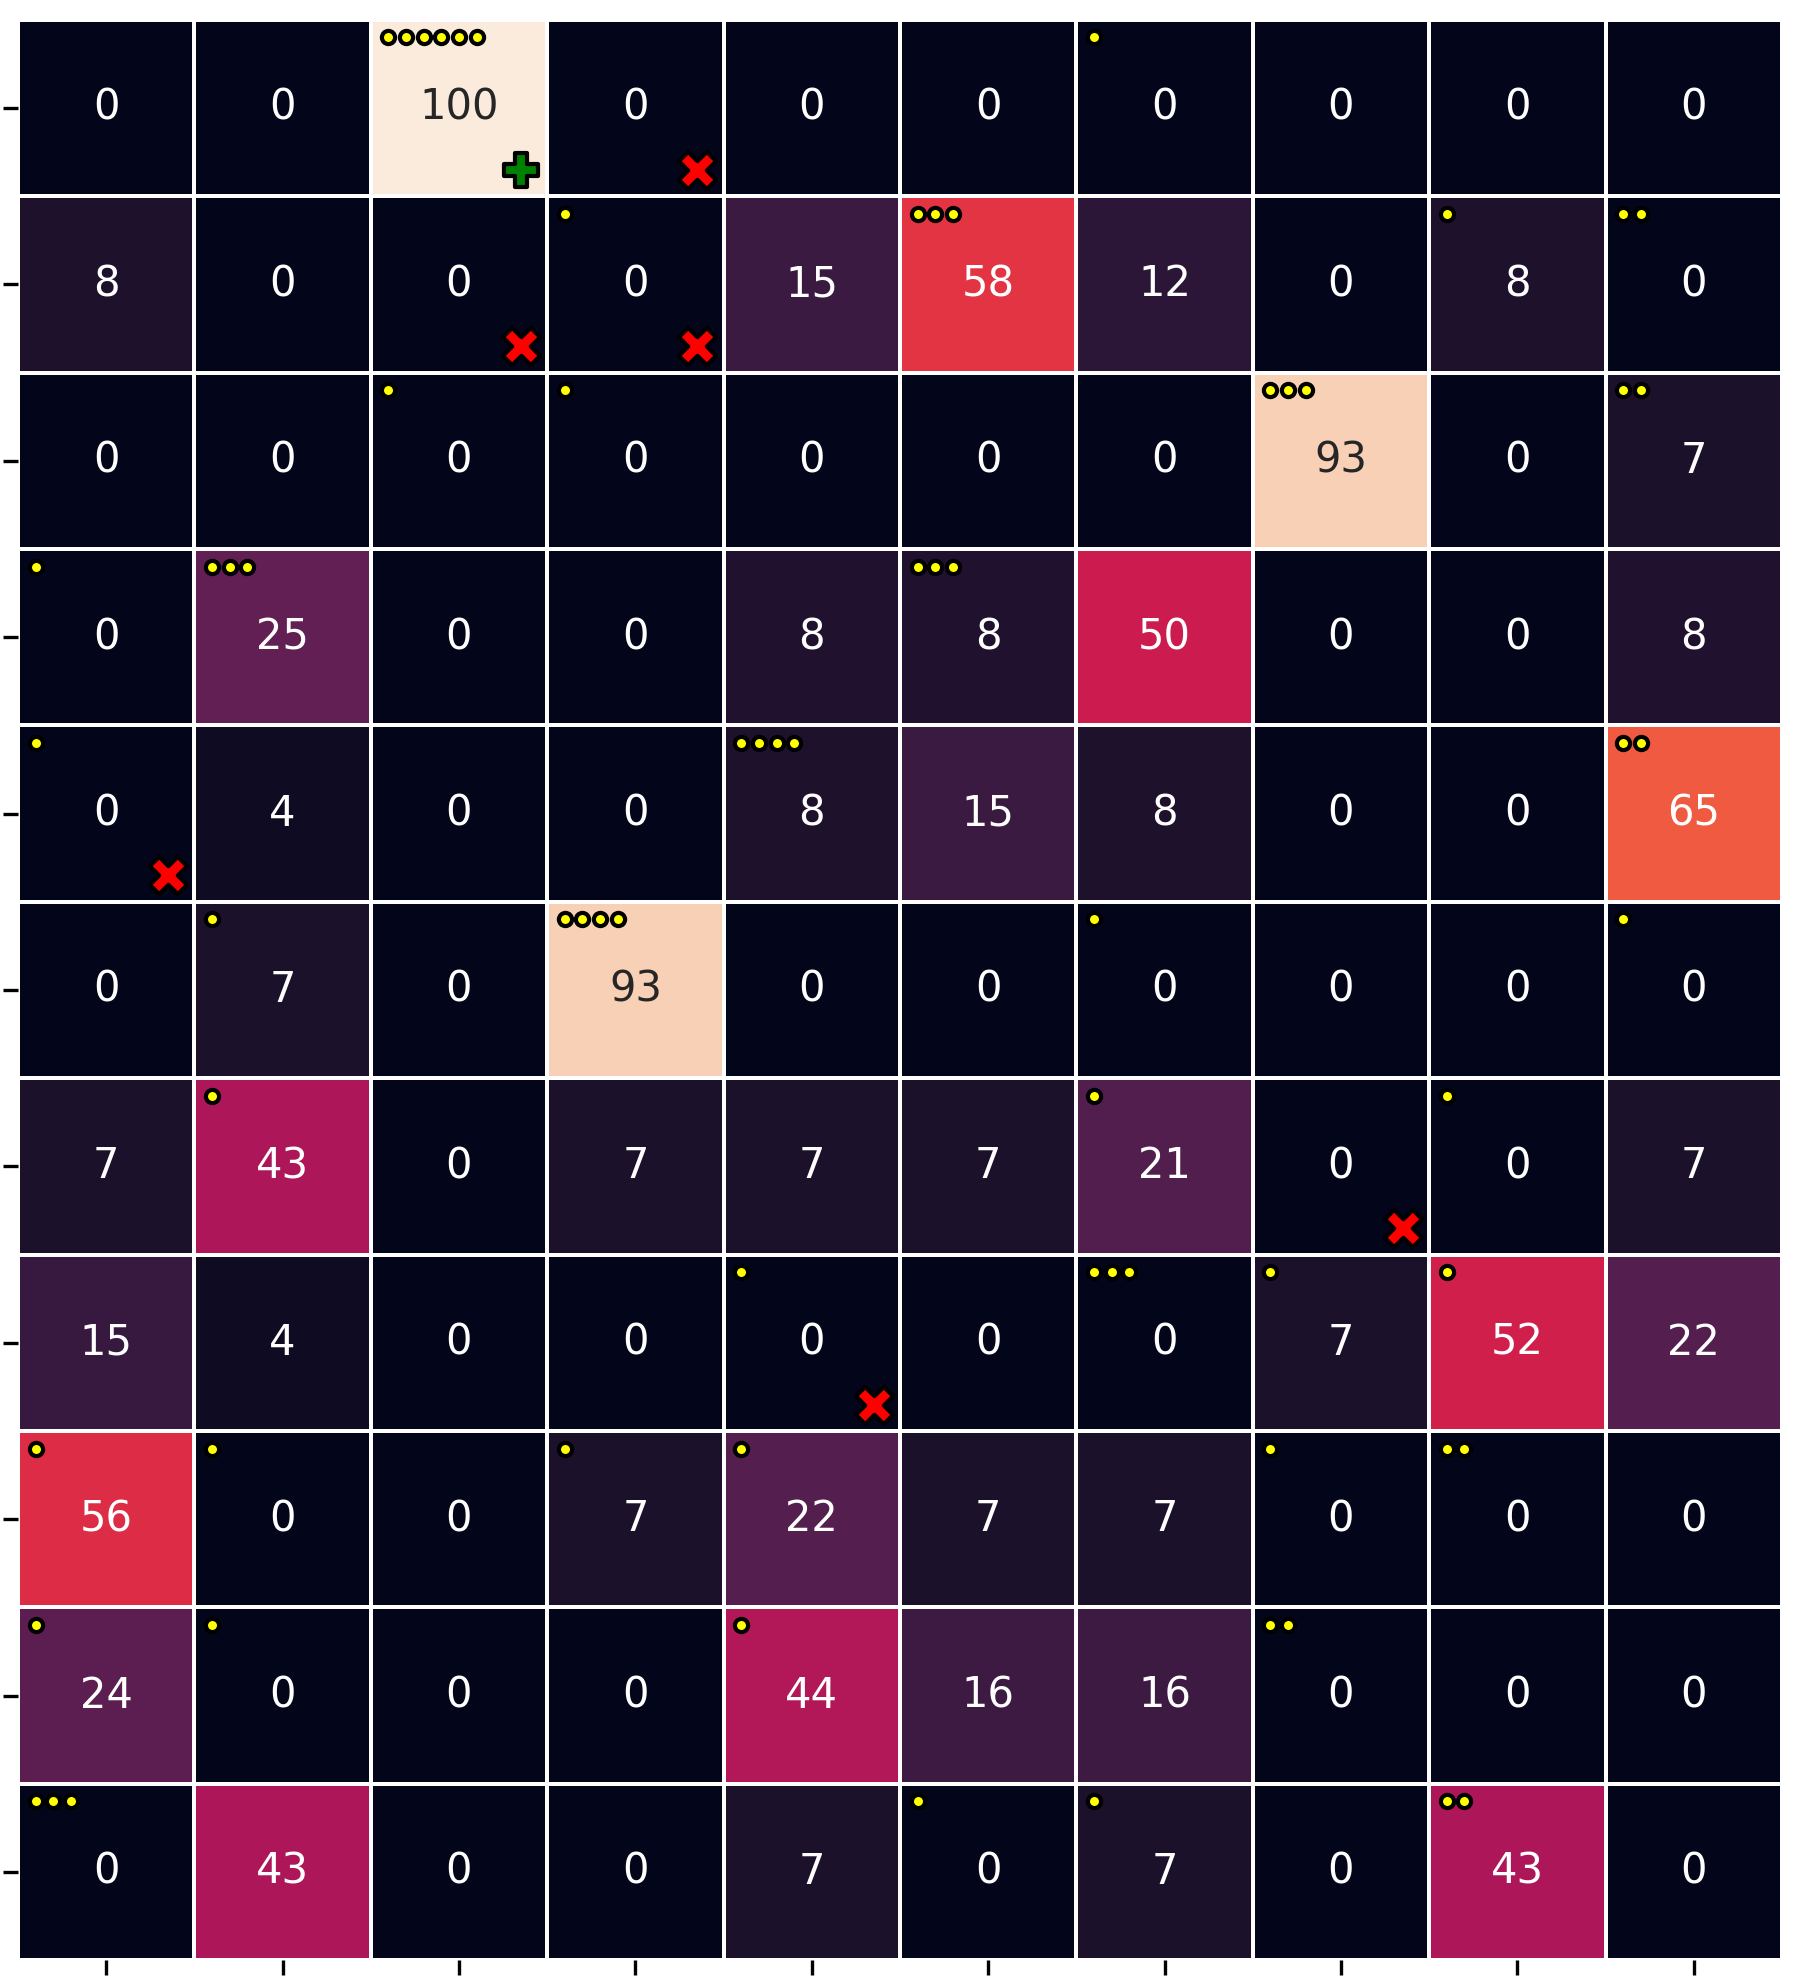 0 0 100 0 0 0 0 0 0 0
8 0 0 0 15 58 12 0 8 0
0 0 0 0 0 0 0 93 0 7
0 25 0 0 8 8 50 0 0 8
0 4 0 0 8 15 8 0 0 65
0 7 0 93 0 0 0 0 0 0
7 43 0 7 7 7 21 0 0 7
15 4 0 0 0 0 0 7 52 22
56 0 0 7 22 7 7 0 0 0
24 0 0 0 44 16 16 0 0 0
0 43 0 0 7 0 7 0 43 0